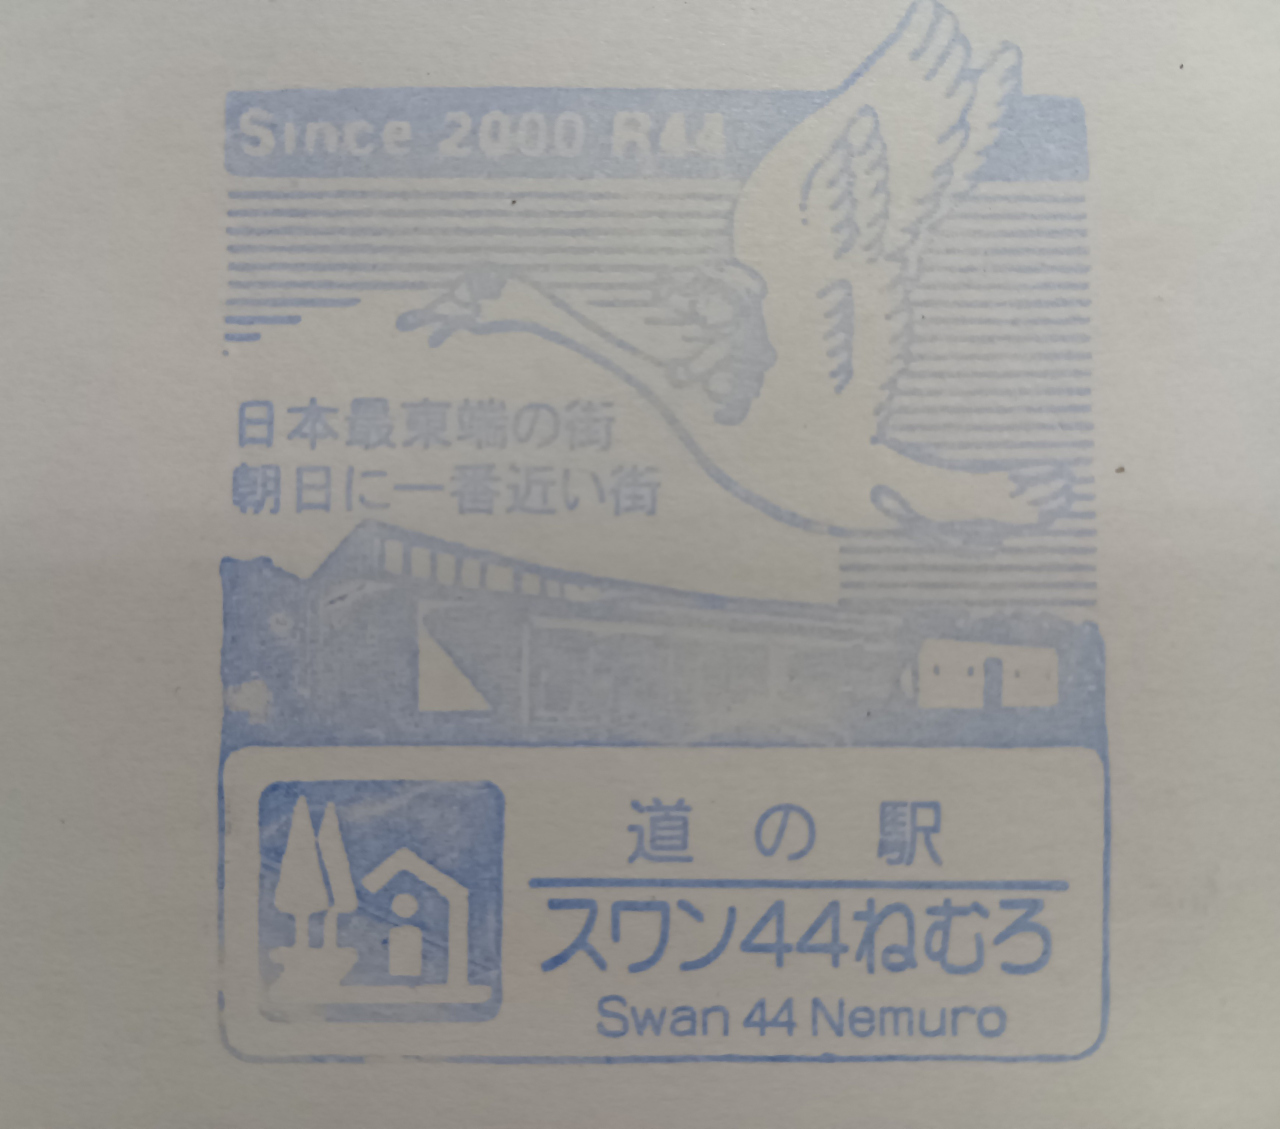 Since 2000 R44
日本最東端の街
朝日に一番近い街
道の駅
スワン44ねむろ
Swan 44 Nemuro